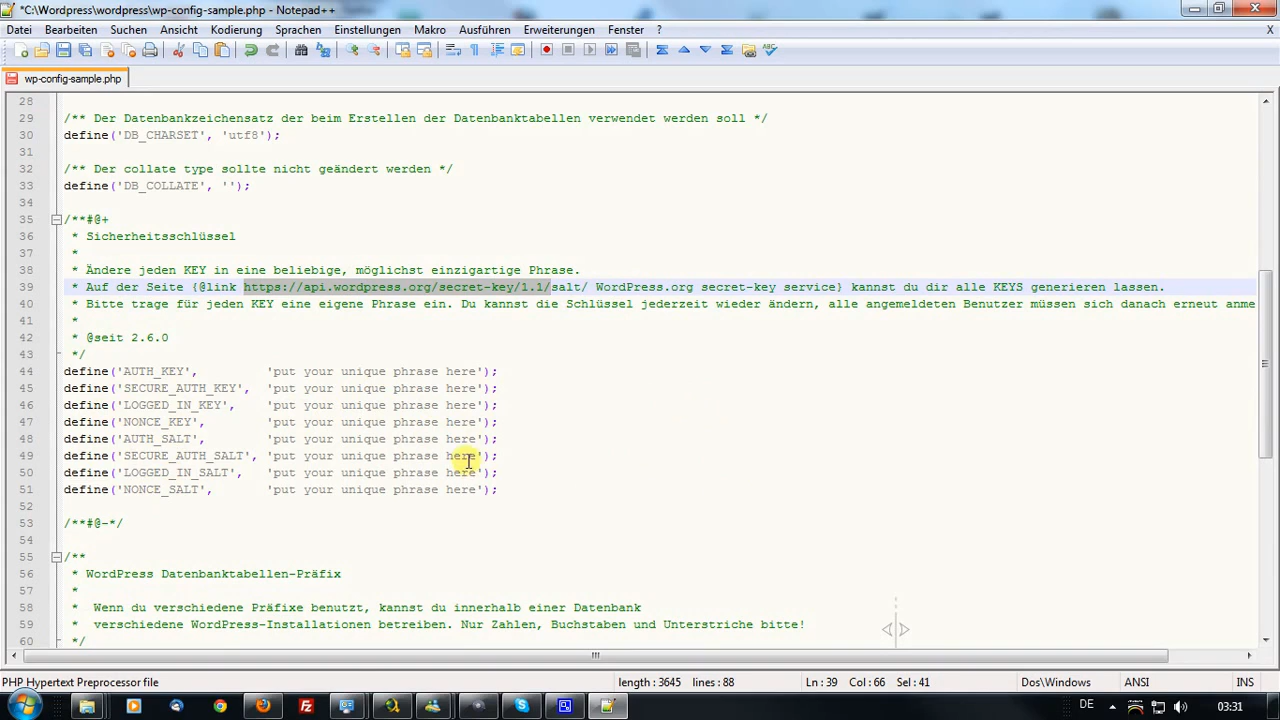 *C:\Wordpress\wordpress\wp-config-sample.php - Notepad++
Datei Bearbeiten Suchen Ansicht Kodierung Sprachen Einstellungen Makro Ausführen Erweiterungen Fenster ? X
wp-config-sample.php
28
29 /** Der Datenbankzeichensatz der beim Erstellen der Datenbanktabellen verwendet werden soll */
30 define('DB_CHARSET', 'utf8');
31
32 /** Der collate type sollte nicht geändert werden */
33 define('DB_COLLATE', '');
34
35 /**#@+
36 * Sicherheitsschlüssel
37 *
38 * Ändere jeden KEY in eine beliebige, möglichst einzigartige Phrase.
39 * Auf der Seite {@link https://api.wordpress.org/secret-key/1.1/salt/ WordPress.org secret-key service} kannst du dir alle KEYS generieren lassen.
40 * Bitte trage für jeden KEY eine eigene Phrase ein. Du kannst die Schlüssel jederzeit wieder ändern, alle angemeldeten Benutzer müssen sich danach erneut anme
41 *
42 * @seit 2.6.0
43 */
44 define('AUTH_KEY', 'put your unique phrase here');
45 define('SECURE_AUTH_KEY', 'put your unique phrase here');
46 define('LOGGED_IN_KEY', 'put your unique phrase here');
47 define('NONCE_KEY', 'put your unique phrase here');
48 define('AUTH_SALT', 'put your unique phrase here');
49 define('SECURE_AUTH_SALT', 'put your unique phrase here');
50 define('LOGGED_IN_SALT', 'put your unique phrase here');
51 define('NONCE_SALT', 'put your unique phrase here');
52
53 /**#@-*/
54
55 /**
56 * WordPress Datenbanktabellen-Präfix
57 *
58 * Wenn du verschiedene Präfixe benutzt, kannst du innerhalb einer Datenbank
59 * verschiedene WordPress-Installationen betreiben. Nur Zahlen, Buchstaben und Unterstriche bitte!
60 */
PHP Hypertext Preprocessor file length : 3645 lines : 88 Ln : 39 Col : 66 Sel : 41 Dos\Windows ANSI INS
DE 03:31